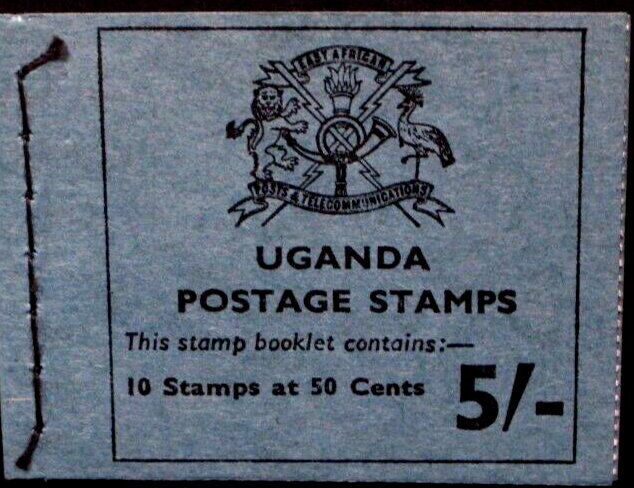 EAST AFRICAN
POSTS & TELECOMMUNICATIONS
UGANDA
POSTAGE STAMPS
This stamp booklet contains:—
10 Stamps at 50 Cents
5/-